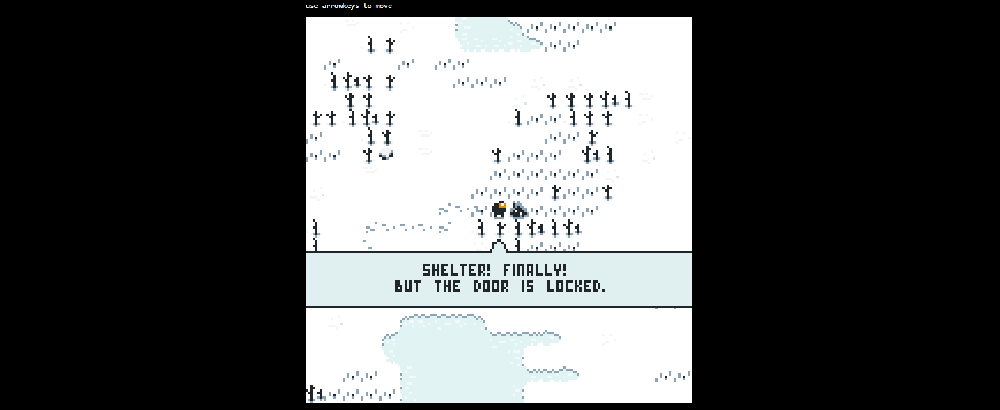 use arrowkeys to move
SHELTER! FINALLY!
BUT THE DOOR IS LOCKED.